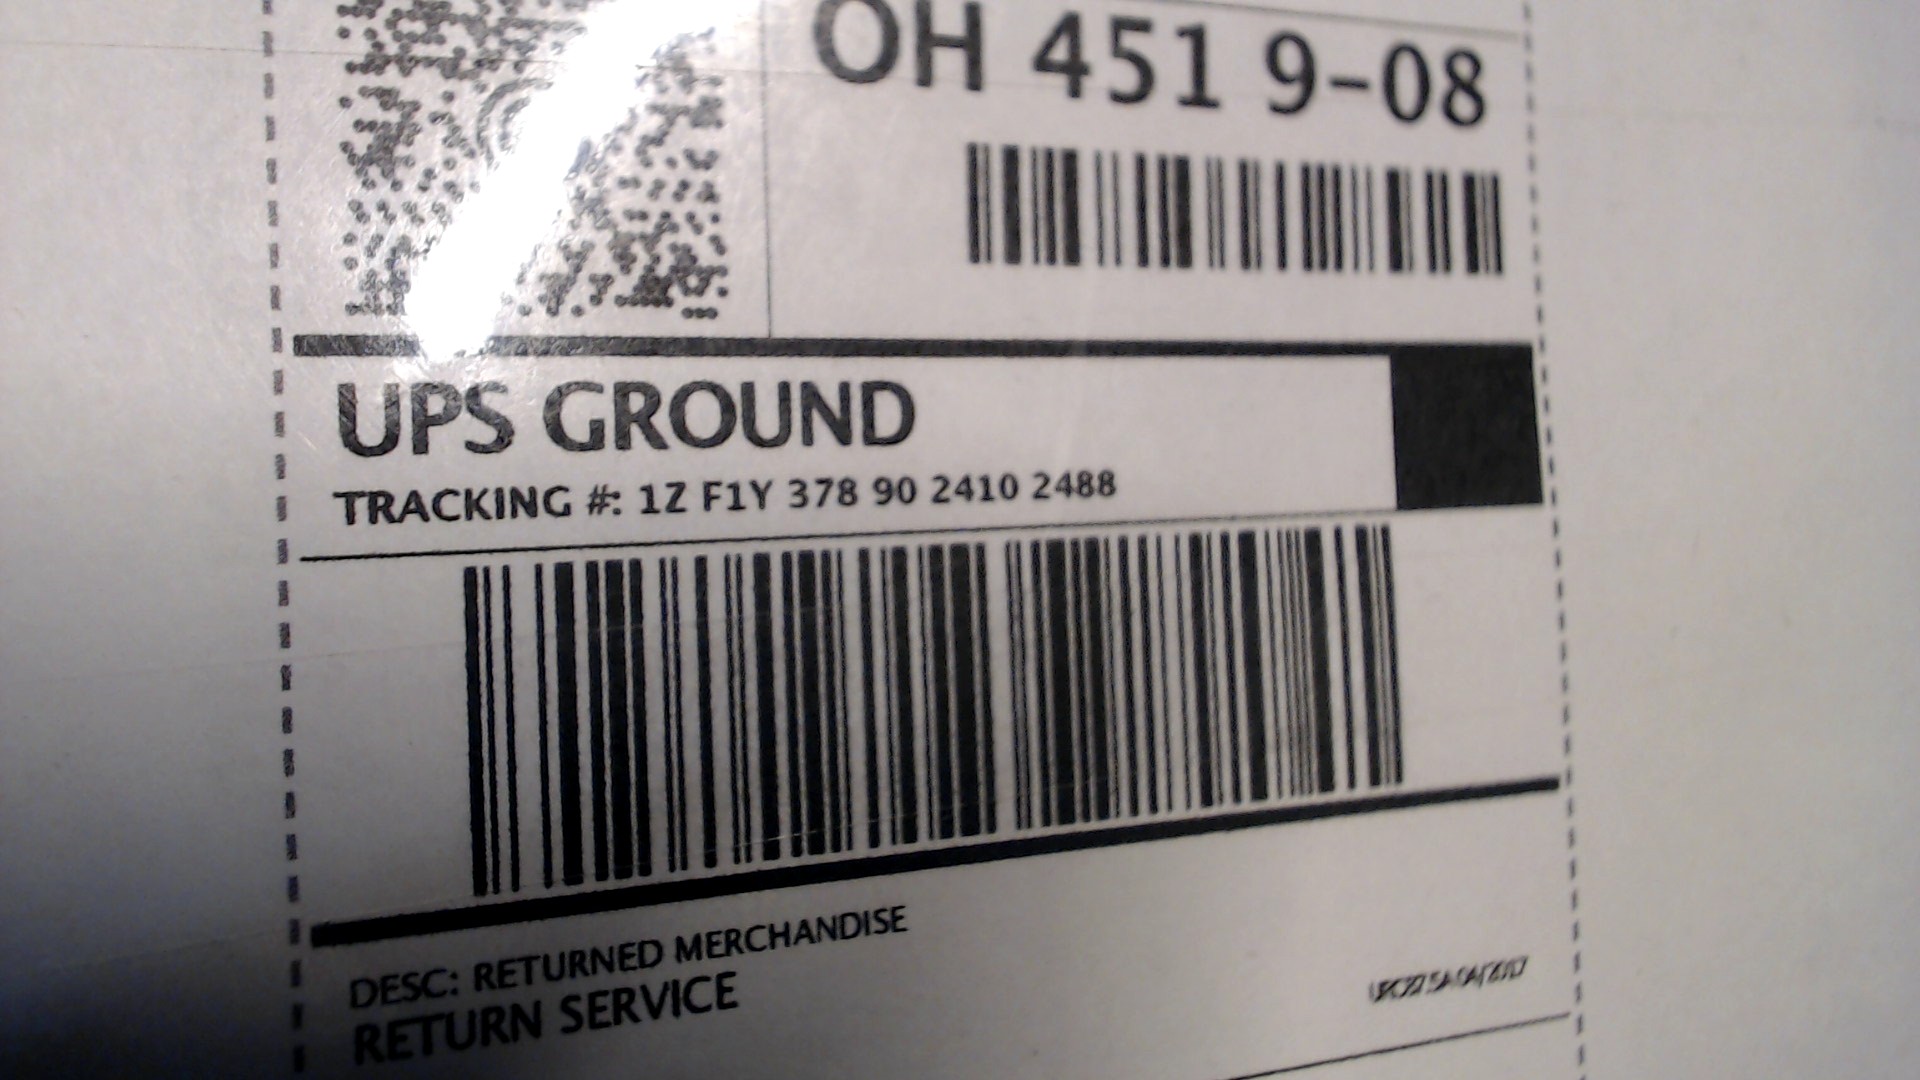 OH 451 9-08
UPS GROUND
TRACKING #: 1Z F1Y 378 90 2410 2488
DESC: RETURNED MERCHANDISE
RETURN SERVICE